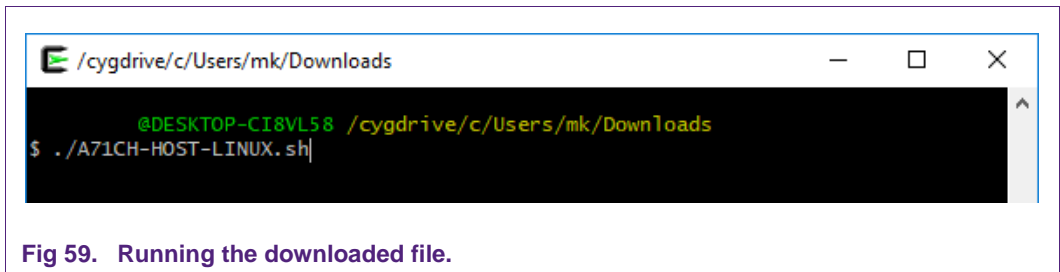 /cygdrive/c/Users/mk/Downloads
@DESKTOP-CI8VL58 /cygdrive/c/Users/mk/Downloads
$ ./A71CH-HOST-LINUX.sh
Fig 59. Running the downloaded file.